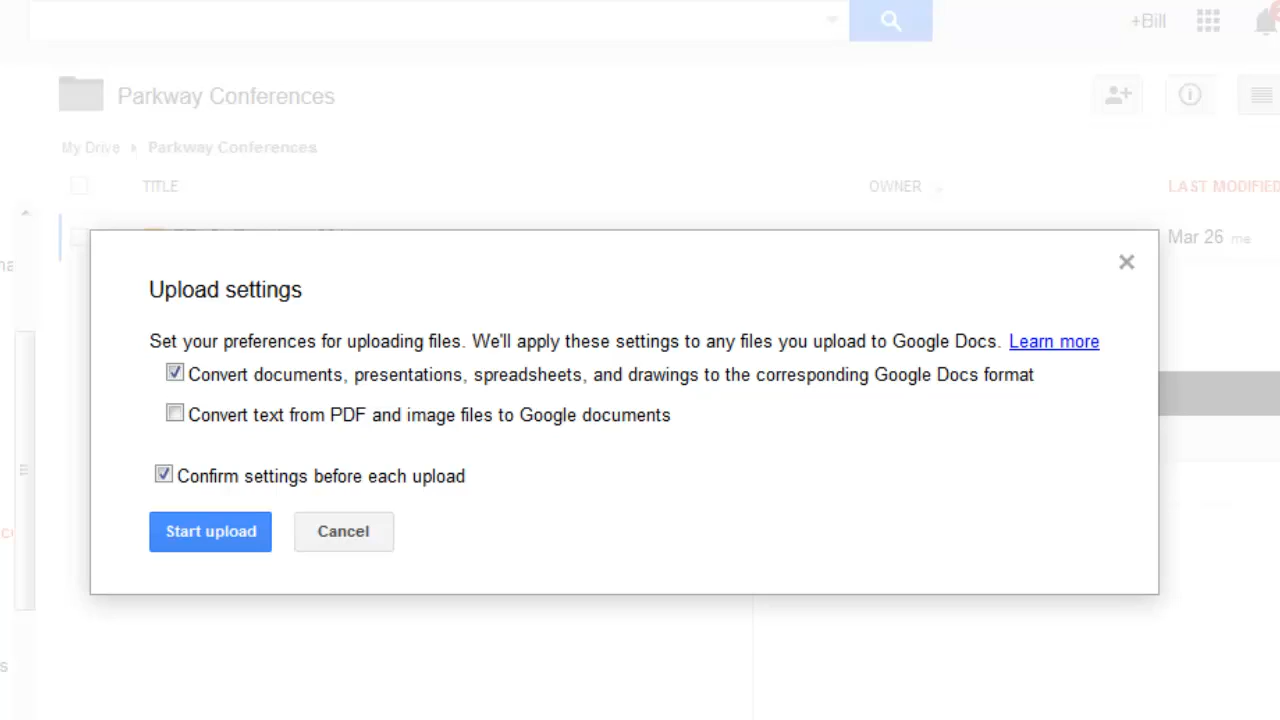 +Bill
Parkway Conferences
My Drive Parkway Conferences
TITLE OWNER LAST MODIFIED
Mar 26 me
Upload settings
Set your preferences for uploading files. We'll apply these settings to any files you upload to Google Docs. Learn more
Convert documents, presentations, spreadsheets, and drawings to the corresponding Google Docs format
Convert text from PDF and image files to Google documents
Confirm settings before each upload
Start upload Cancel